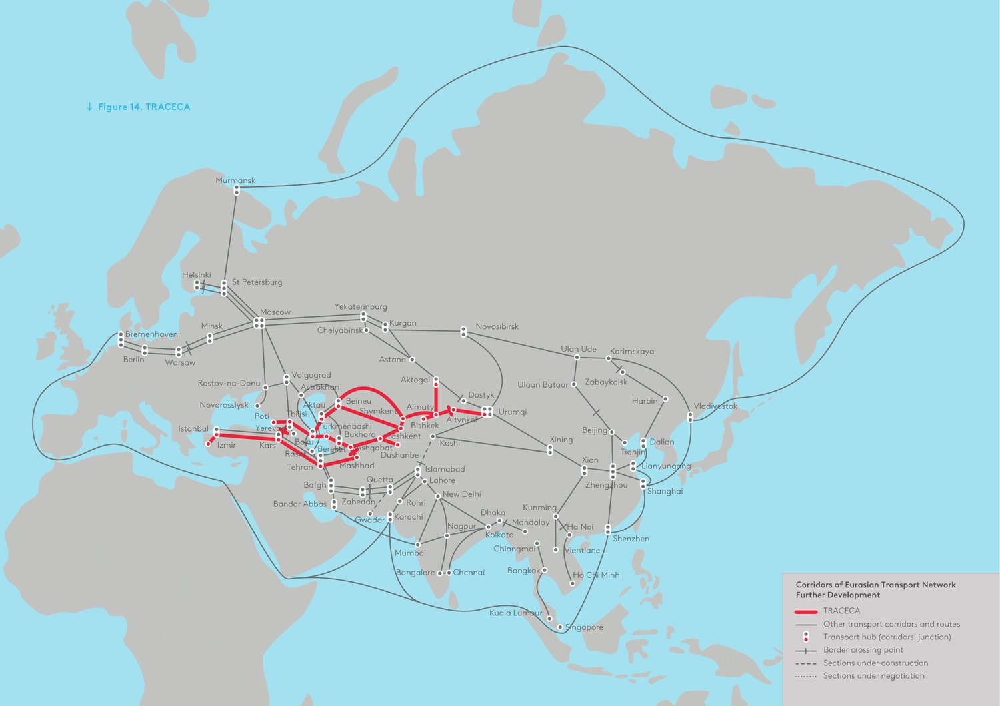 ↓ Figure 14. TRACECA
Murmansk
Helsinki
St Petersburg
Moscow
Yekaterinburg
Kurgan
Chelyabinsk
Novosibirsk
Minsk
Bremenhaven
Berlin
Warsaw
Ulan Ude
Karimskaya
Astana
Volgograd
Aktogai
Rostov-na-Donu
Astrakhan
Ulaan Bataar
Zabaykalsk
Novorossiysk
Aktau
Beineu
Dostyk
Harbin
Vladivostok
Poti
Tbilisi
Shymkent
Almaty
Urumqi
Istanbul
Yerevan
Turkmenbashi
Bishkek
Altynkol
Izmir
Kars
Baku
Bukhara
Tashkent
Kashi
Xining
Beijing
Tianjin
Dalian
Rasht
Bereket
Ashgabat
Dushanbe
Tehran
Mashhad
Islamabad
Xian
Lianyungang
Bafgh
Quetta
Lahore
Zhengzhou
Shanghai
Bandar Abbas
Zahedan
Rohri
New Delhi
Gwadar
Karachi
Dhaka
Kunming
Mandalay
Nagpur
Kolkata
Ha Noi
Shenzhen
Mumbai
Chiangmai
Vientiane
Bangalore
Chennai
Bangkok
Ho Chi Minh
Kuala Lumpur
Singapore
Corridors of Eurasian Transport Network
Further Development
TRACECA
Other transport corridors and routes
Transport hub (corridors’ junction)
Border crossing point
Sections under construction
Sections under negotiation